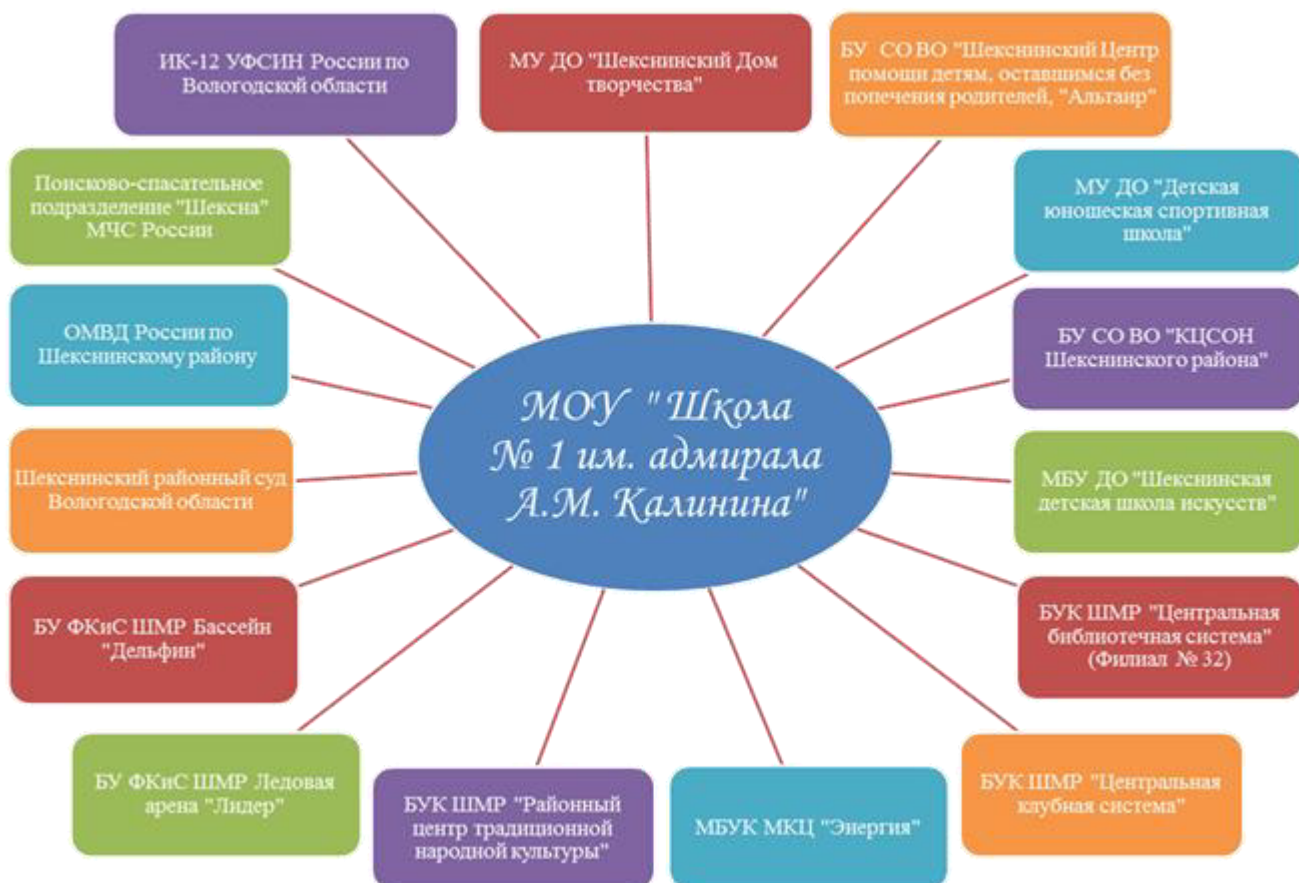 ИК-12 УФСИН России по
Вологодской области
МУ ДО "Шекснинский Дом
творчества"
БУ СО ВО "Шекснинский Центр
помощи детям, оставшимся без
попечения родителей, "Альтаир"
Поисково-спасательное
подразделение "Шексна"
МЧС России
МУ ДО "Детская
юношеская спортивная
школа"
ОМВД России по
Шекснинскому району
БУ СО ВО "КЦСОН
Шекснинского района"
МОУ "Школа
№ 1 им. адмирала
А.М. Калинина"
Шекснинский районный суд
Вологодской области
МБУ ДО "Шекснинская
детская школа искусств"
БУ ФКиС ШМР Бассейн
"Дельфин"
БУК ШМР "Центральная
библиотечная система"
(Филиал № 32)
БУ ФКиС ШМР Ледовая
арена "Лидер"
БУК ШМР "Районный
центр традиционной
народной культуры"
МБУК МКЦ "Энергия"
БУК ШМР "Центральная
клубная система"